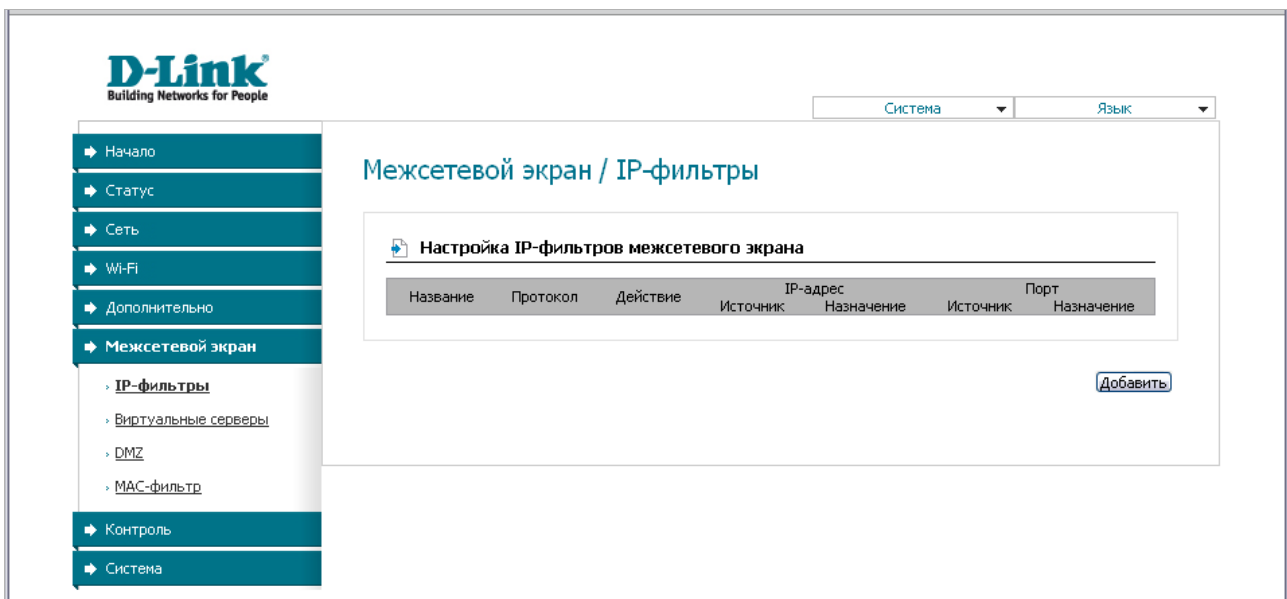 D-Link
Building Networks for People
Система Язык
Начало
Статус
Сеть
Wi-Fi
Дополнительно
Межсетевой экран
IP-фильтры
Виртуальные серверы
DMZ
MAC-фильтр
Контроль
Система
Межсетевой экран / IP-фильтры
Настройка IP-фильтров межсетевого экрана
Название Протокол Действие IP-адрес Порт
Источник Назначение Источник Назначение
Добавить